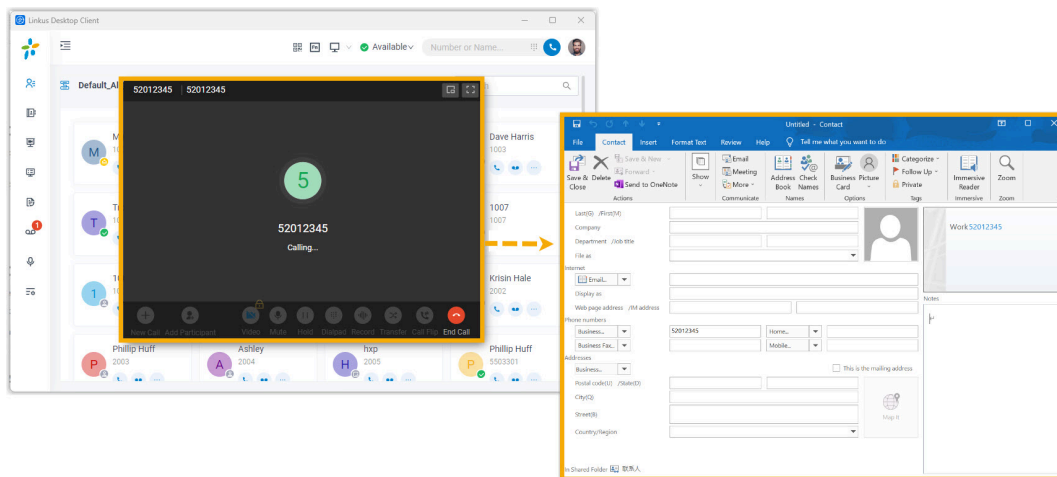 Linkus Desktop Client
Fn
Available
Number or Name...
Default_Al
52012345 52012345
5
52012345
Calling...
New Call Add Participant Video Mute Hold Dialpad Record Transfer Call Flip End Call
M
M
10
Dave Harris
1003
T
T
10
1007
1007
1
10
Krisin Hale
2002
P
Phillip Huff
2003
A
Ashley
2004
H
hxp
2005
P
Phillip Huff
5503301
Untitled - Contact
File Contact Insert Format Text Review Help Tell me what you want to do
Save & Close
Delete
Save & New
Forward
Send to OneNote
Actions
Show
Email
Meeting
More
Communicate
Address Book
Check Names
Names
Business Card
Picture
Options
Categorize
Follow Up
Private
Tags
Immersive Reader
Immersive
Zoom
Zoom
Last(G) /First(M)
Company
Department /Job title
File as
Internet
Email...
Display as
Web page address /IM address
Phone numbers
Business... 52012345 Home...
Business Fax... Mobile...
Addresses
Business...
This is the mailing address
Postal code(U) /State(D)
City(Q)
Street(B)
Country/Region
Map It
Work 52012345
Notes
In Shared Folder 联系人